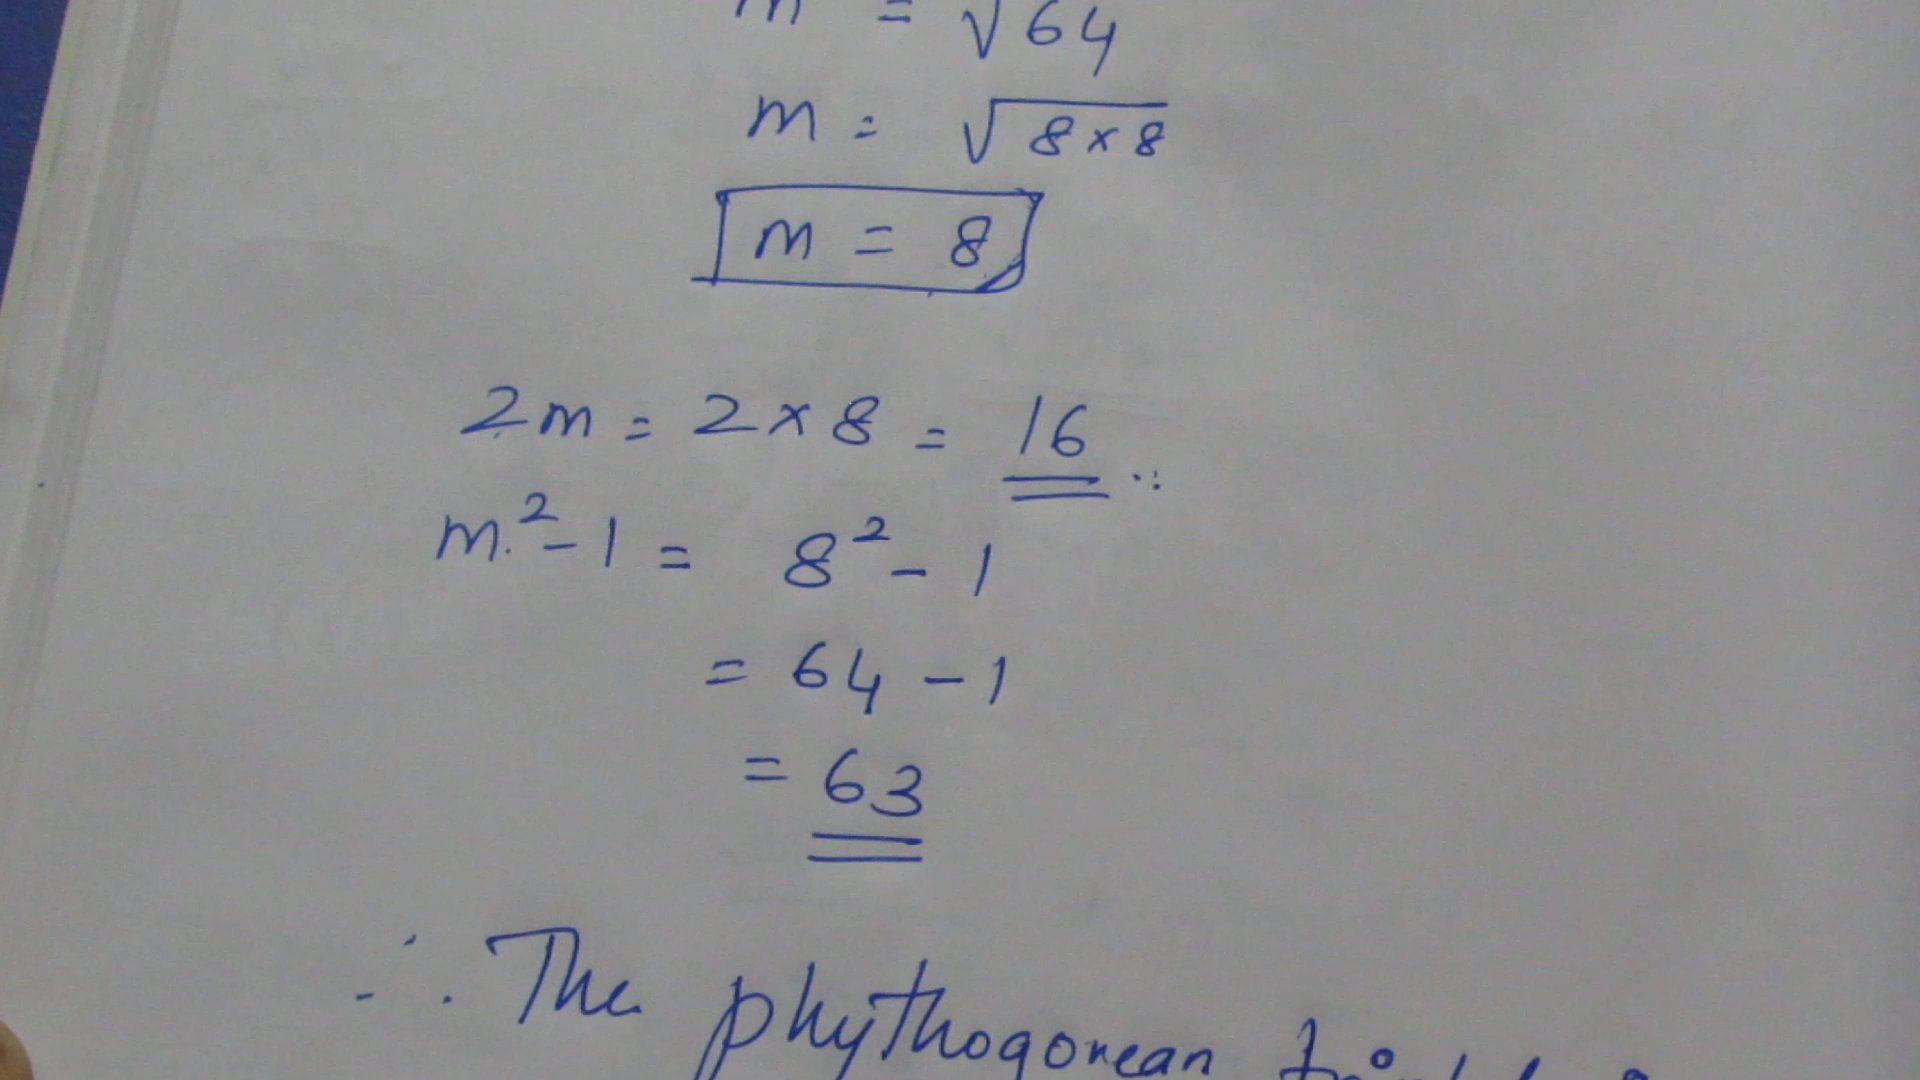 m = √64
m = √8×8
m = 8
2m = 2×8 = 16
m²-1 = 8²-1
= 64-1
= 63
∴ The phythogorean